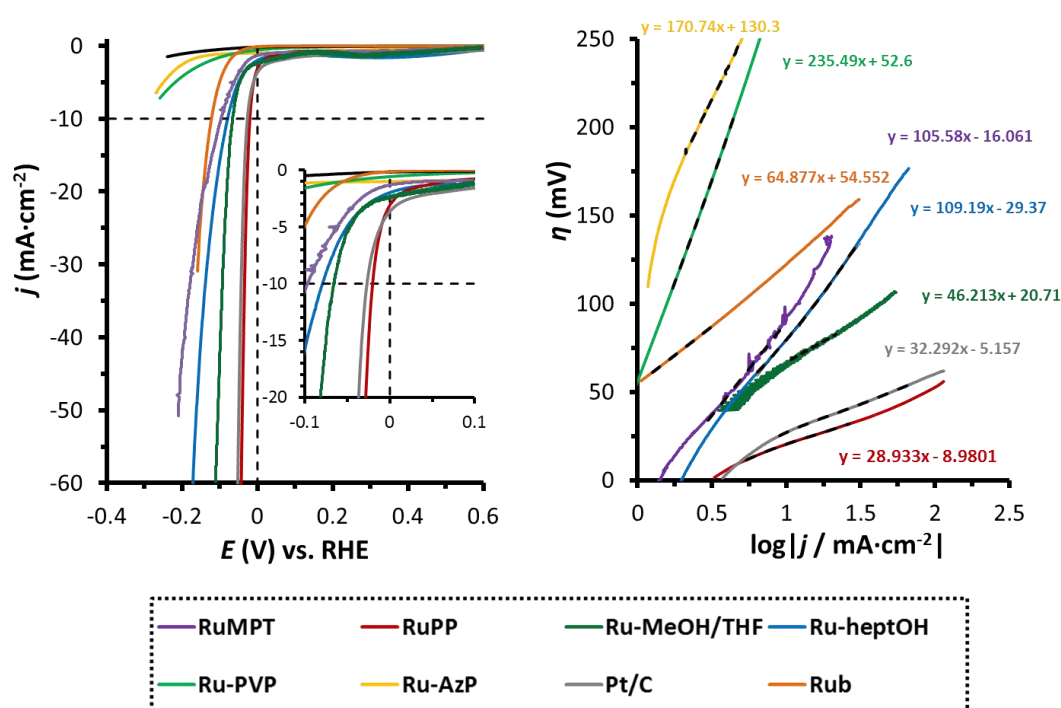 0
-10
-20
-30
-40
-50
-60
j (mA·cm-2)
-0.4 -0.2 0 0.2 0.4 0.6
E (V) vs. RHE
0
-5
-10
-15
-20
-0.1 0 0.1
250
200
150
100
50
0
η (mV)
0 0.5 1 1.5 2 2.5
log|j / mA·cm-2|
y = 170.74x + 130.3
y = 235.49x + 52.6
y = 105.58x - 16.061
y = 64.877x + 54.552
y = 109.19x - 29.37
y = 46.213x + 20.71
y = 32.292x - 5.157
y = 28.933x - 8.9801
RuMPT RuPP Ru-MeOH/THF Ru-heptOH
Ru-PVP Ru-AzP Pt/C Rub